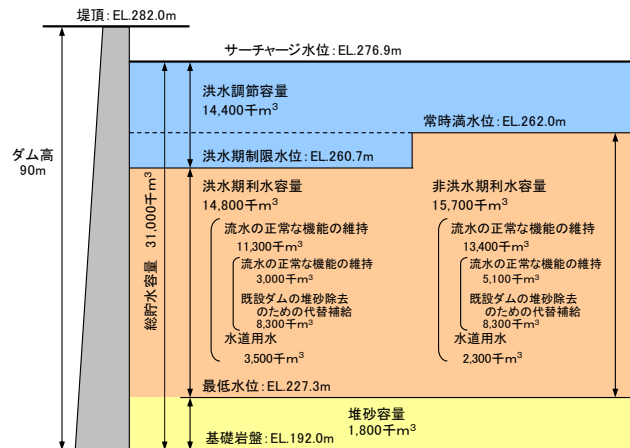 堤頂：EL.282.0m
サーチャージ水位：EL.276.9m
洪水調節容量
14,400千m³
常時満水位：EL.262.0m
ダム高
90m
洪水期制限水位：EL.260.7m
総貯水容量 31,000千m³
洪水期利水容量
14,800千m³
流水の正常な機能の維持
11,300千m³
流水の正常な機能の維持
3,000千m³
既設ダムの堆砂除去
のための代替補給
8,300千m³
水道用水
3,500千m³
非洪水期利水容量
15,700千m³
流水の正常な機能の維持
13,400千m³
流水の正常な機能の維持
5,100千m³
既設ダムの堆砂除去
のための代替補給
8,300千m³
水道用水
2,300千m³
最低水位：EL.227.3m
堆砂容量
1,800千m³
基礎岩盤：EL.192.0m